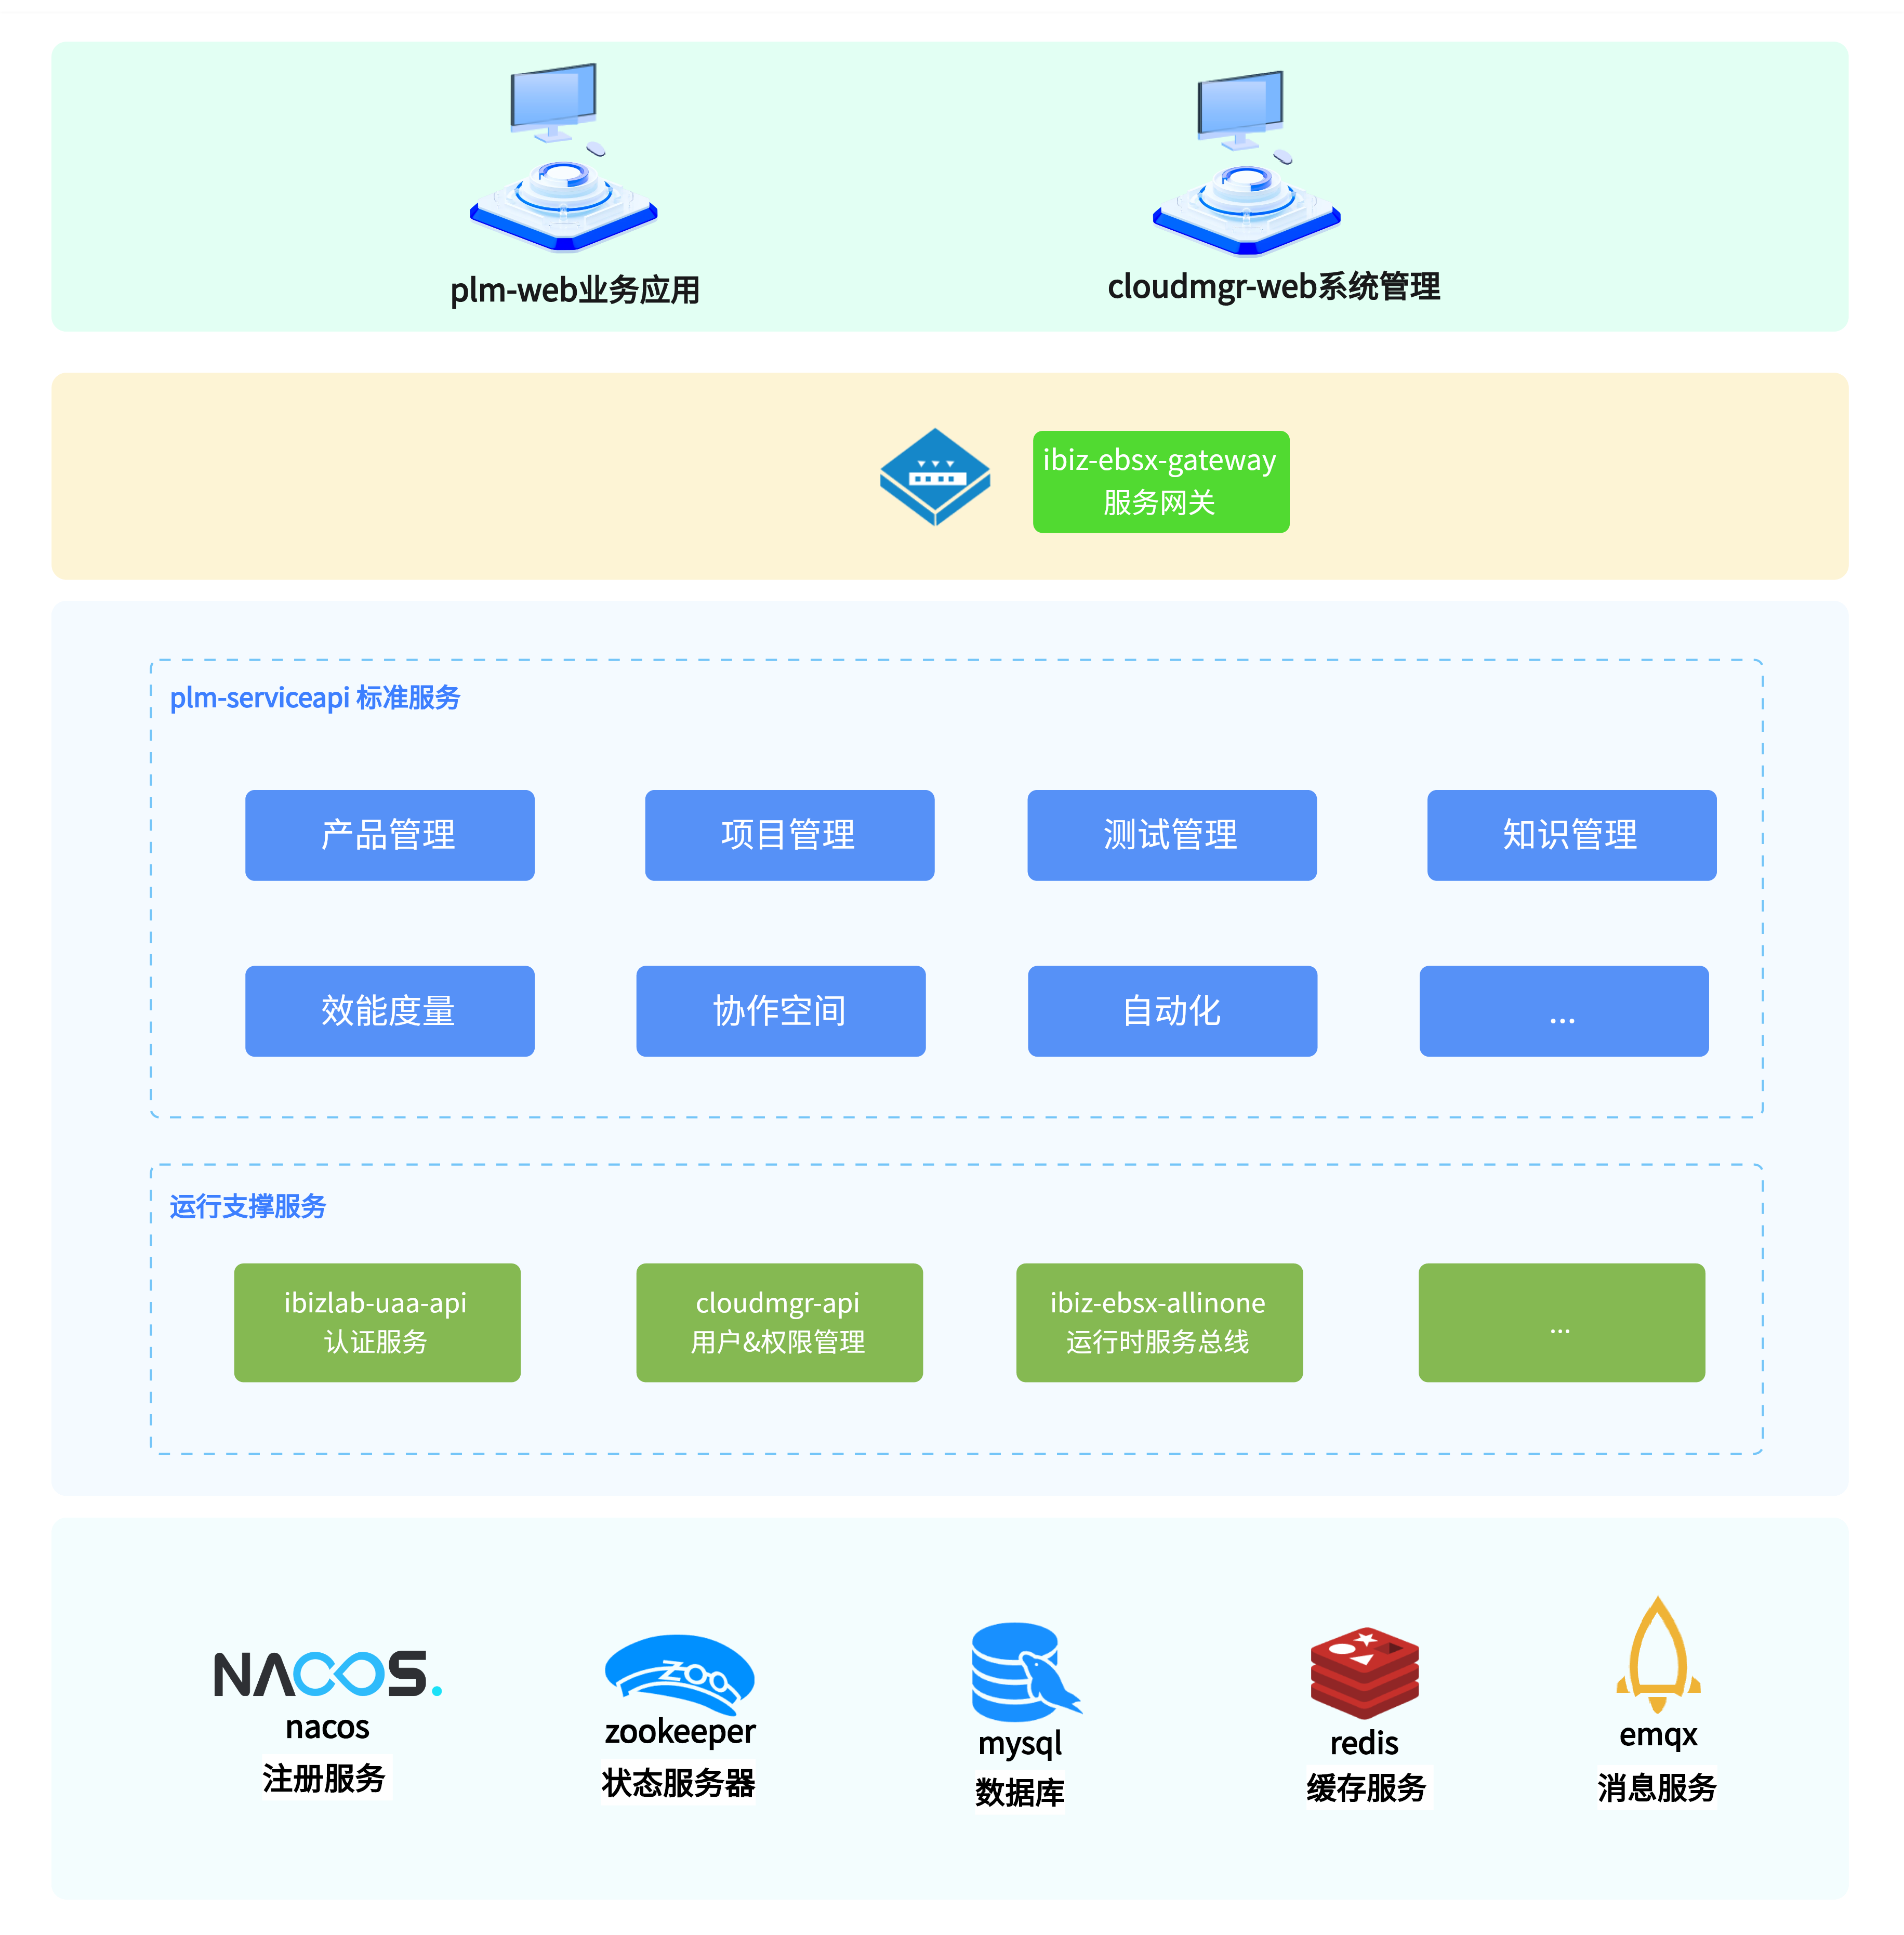 plm-web业务应用
cloudmgr-web系统管理
ibiz-ebsx-gateway
服务网关
plm-serviceapi 标准服务
产品管理
项目管理
测试管理
知识管理
效能度量
协作空间
自动化
...
运行支撑服务
ibizlab-uaa-api
认证服务
cloudmgr-api
用户&权限管理
ibiz-ebsx-allinone
运行时服务总线
...
NACOS.
nacos
注册服务
zoo
zookeeper
状态服务器
mysql
数据库
redis
缓存服务
emqx
消息服务